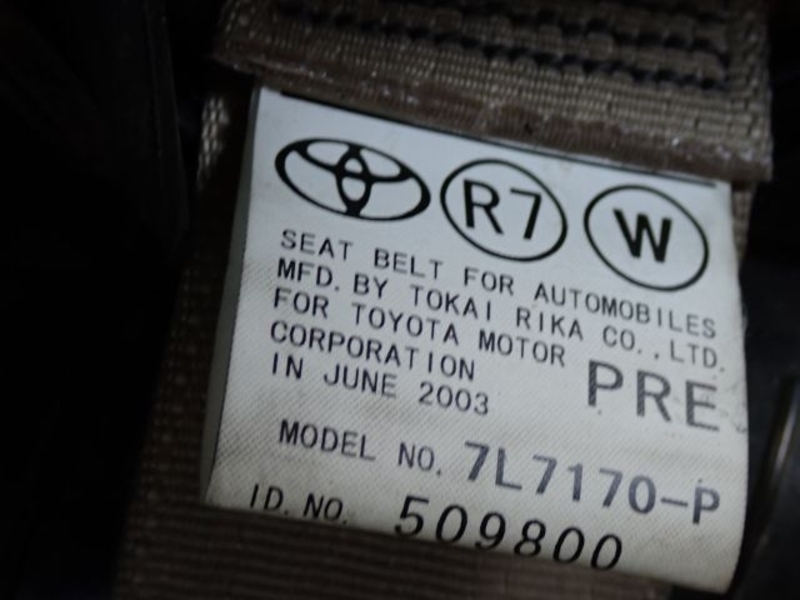 R7 W
SEAT BELT FOR AUTOMOBILES
MFD. BY TOKAI RIKA CO.,LTD.
FOR TOYOTA MOTOR
CORPORATION
PRE
IN JUNE 2003
MODEL NO. 7L7170-P
ID.NO. 509800